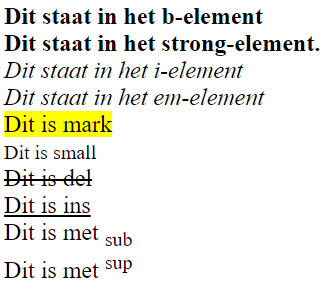 Dit staat in het b-element
Dit staat in het strong-element.
Dit staat in het i-element
Dit staat in het em-element
Dit is mark
Dit is small
Dit is del
Dit is ins
Dit is met sub
Dit is met sup